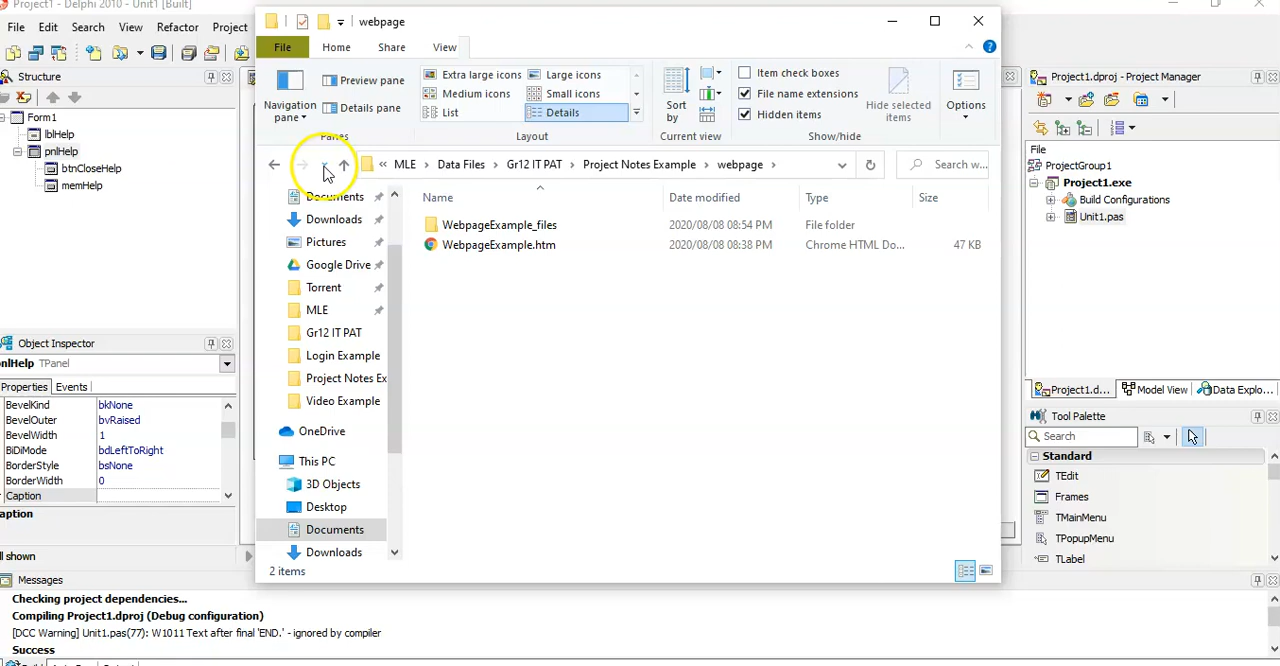 Project1 - Delphi 2010 - Unit1 [Built]
File Edit Search View Refactor Project
Structure
Form1
lblHelp
pnlHelp
btnCloseHelp
memHelp
Object Inspector
pnlHelp TPanel
Properties Events
BevelKind bkNone
BevelOuter bvRaised
BevelWidth 1
BiDiMode bdLeftToRight
BorderStyle bsNone
BorderWidth 0
Caption
Caption
All shown
Messages
Checking project dependencies...
Compiling Project1.dproj (Debug configuration)
[DCC Warning] Unit1.pas(77): W1011 Text after final 'END.' - ignored by compiler
Success
webpage
File Home Share View
Navigation pane
Preview pane
Details pane
Panes
Extra large icons Large icons
Medium icons Small icons
List Details
Layout
Sort by
Current view
Item check boxes
File name extensions
Hidden items
Hide selected items
Show/hide
Options
« MLE › Data Files › Gr12 IT PAT › Project Notes Example › webpage ›
Search w...
Documents
Downloads
Pictures
Google Drive
Torrent
MLE
Gr12 IT PAT
Login Example
Project Notes Ex
Video Example
OneDrive
This PC
3D Objects
Desktop
Documents
Downloads
Name Date modified Type Size
WebpageExample_files 2020/08/08 08:54 PM File folder
WebpageExample.htm 2020/08/08 08:38 PM Chrome HTML Do... 47 KB
2 items
Project1.dproj - Project Manager
File
ProjectGroup1
Project1.exe
Build Configurations
Unit1.pas
Project1.d... Model View Data Explo...
Tool Palette
Search
Standard
TEdit
Frames
TMainMenu
TPopupMenu
TLabel